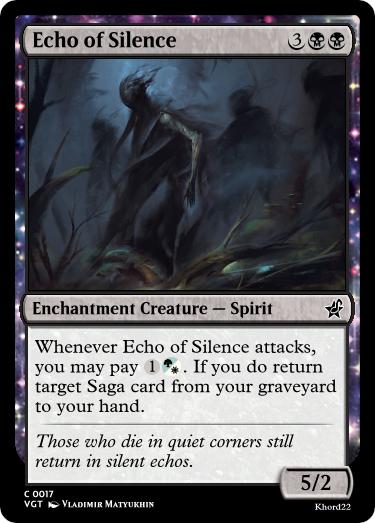 Echo of Silence 3
Enchantment Creature — Spirit
Whenever Echo of Silence attacks,
you may pay 1 . If you do return
target Saga card from your graveyard
to your hand.
Those who die in quiet corners still
return in silent echos.
5/2
C 0017
VGT Vladimir Matyukhin
Khord22